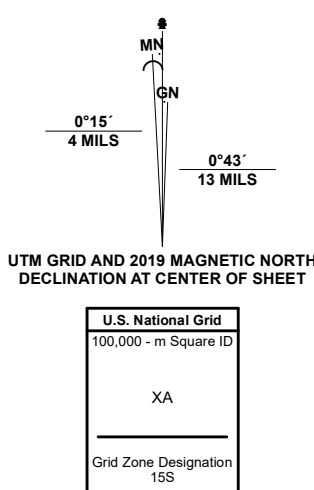 MN
GN
0°15´
4 MILS
0°43´
13 MILS
UTM GRID AND 2019 MAGNETIC NORTH
DECLINATION AT CENTER OF SHEET
U.S. National Grid
100,000 - m Square ID
XA
Grid Zone Designation
15S